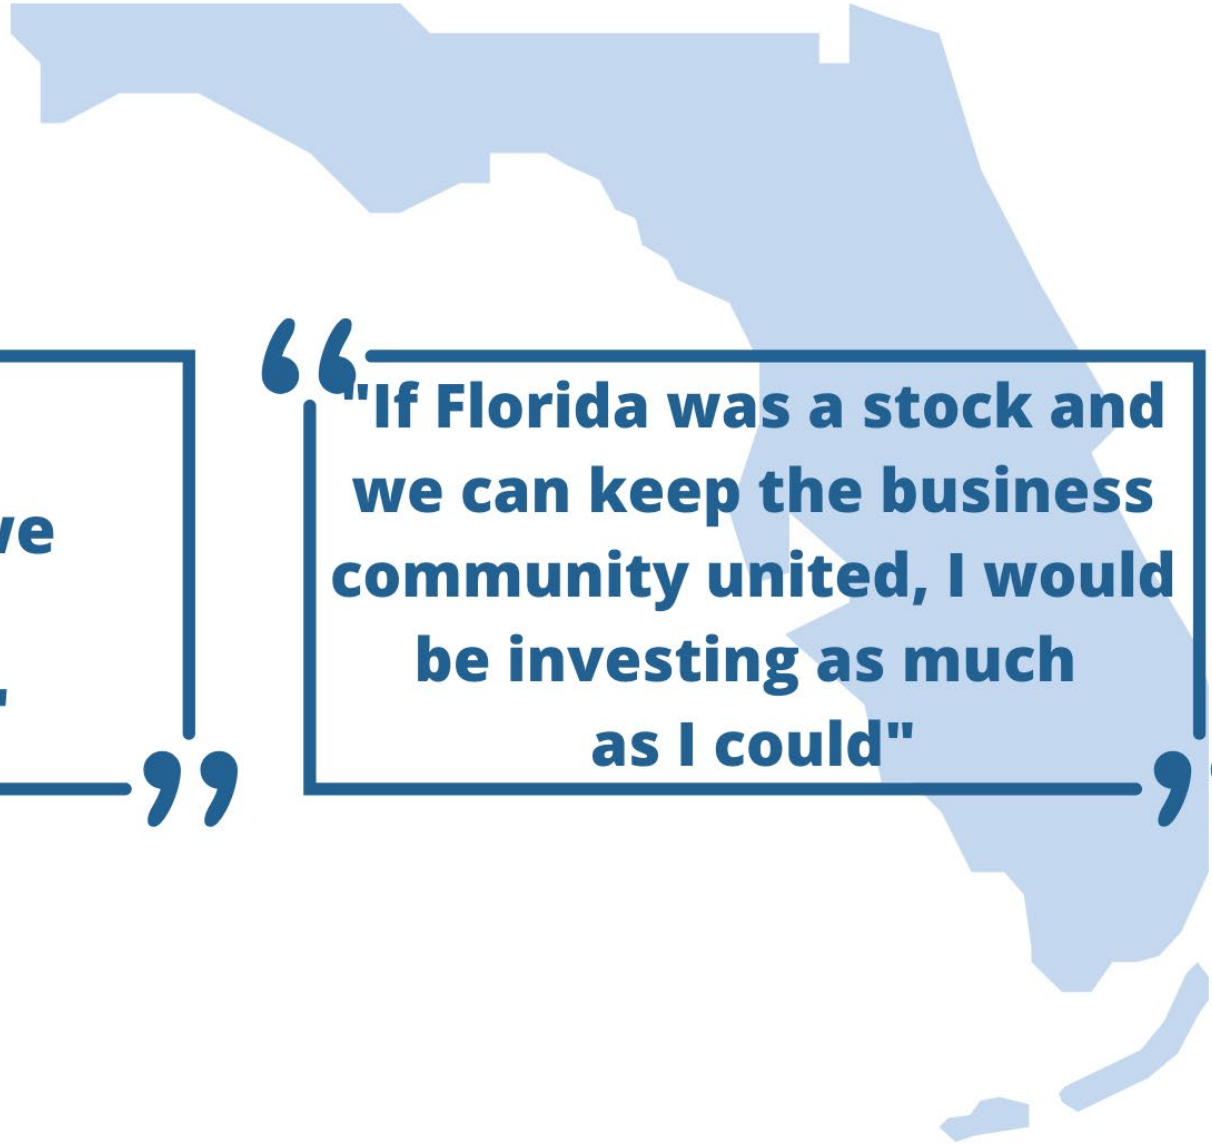 "If Florida was a stock and
we can keep the business
community united, I would
be investing as much
as I could"